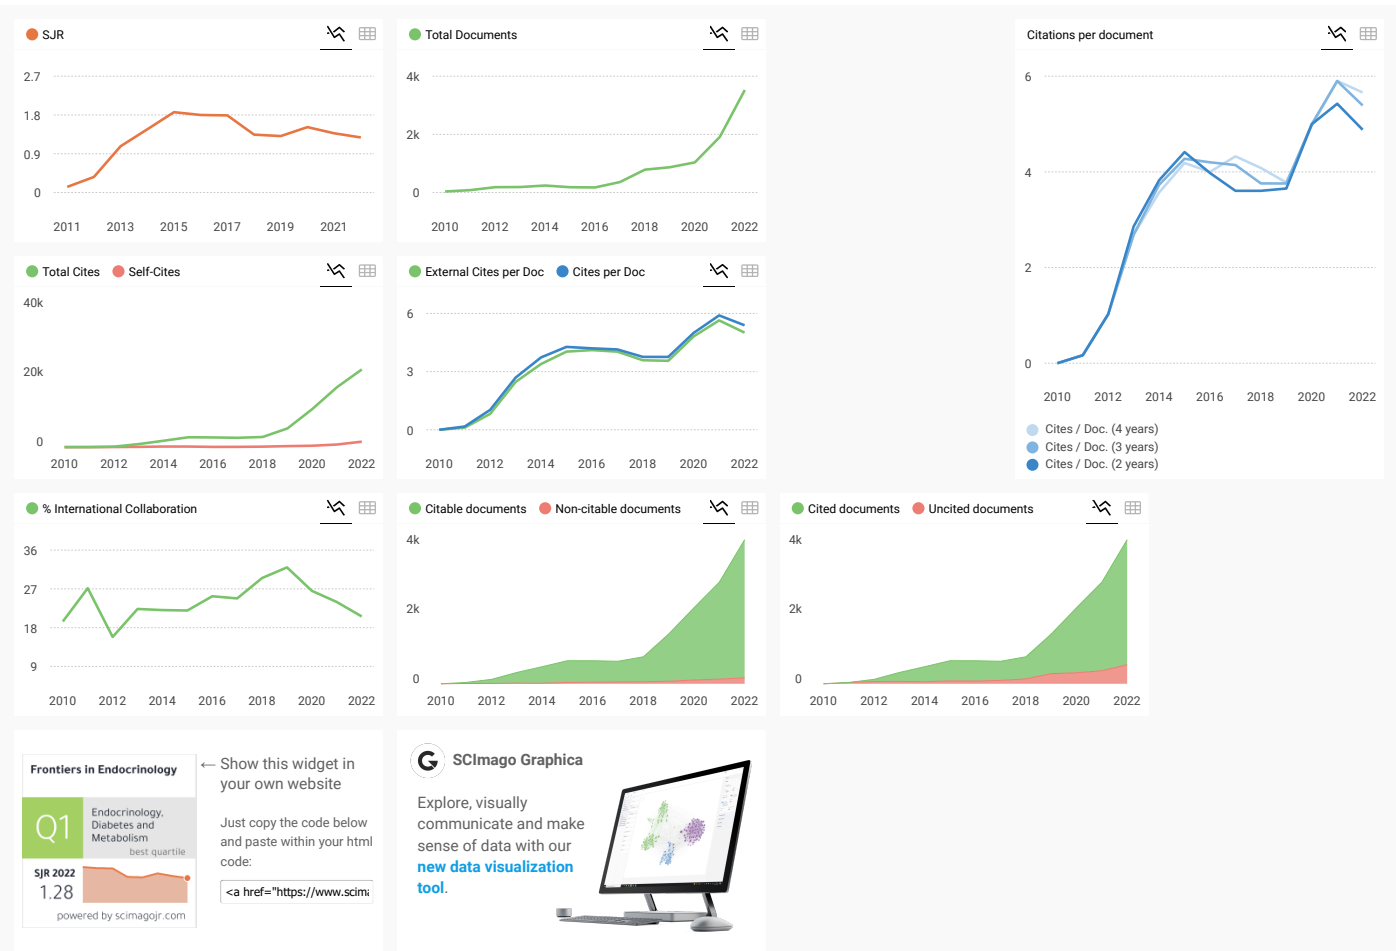 SJR
2.7
1.8
0.9
0
2011 2013 2015 2017 2019 2021
Total Documents
4k
2k
0
2010 2012 2014 2016 2018 2020 2022
Citations per document
6
4
2
0
2010 2012 2014 2016 2018 2020 2022
Cites / Doc. (4 years)
Cites / Doc. (3 years)
Cites / Doc. (2 years)
Total Cites Self-Cites
40k
20k
0
2010 2012 2014 2016 2018 2020 2022
External Cites per Doc Cites per Doc
6
3
0
2010 2012 2014 2016 2018 2020 2022
% International Collaboration
36
27
18
9
2010 2012 2014 2016 2018 2020 2022
Citable documents Non-citable documents
4k
2k
0
2010 2012 2014 2016 2018 2020 2022
Cited documents Uncited documents
4k
2k
0
2010 2012 2014 2016 2018 2020 2022
Frontiers in Endocrinology
Q1
Endocrinology,
Diabetes and
Metabolism
best quartile
SJR 2022
1.28
powered by scimagojr.com
← Show this widget in
your own website
Just copy the code below
and paste within your html
code:
<a href="https://www.scima
G SCImago Graphica
Explore, visually
communicate and make
sense of data with our
new data visualization
tool.